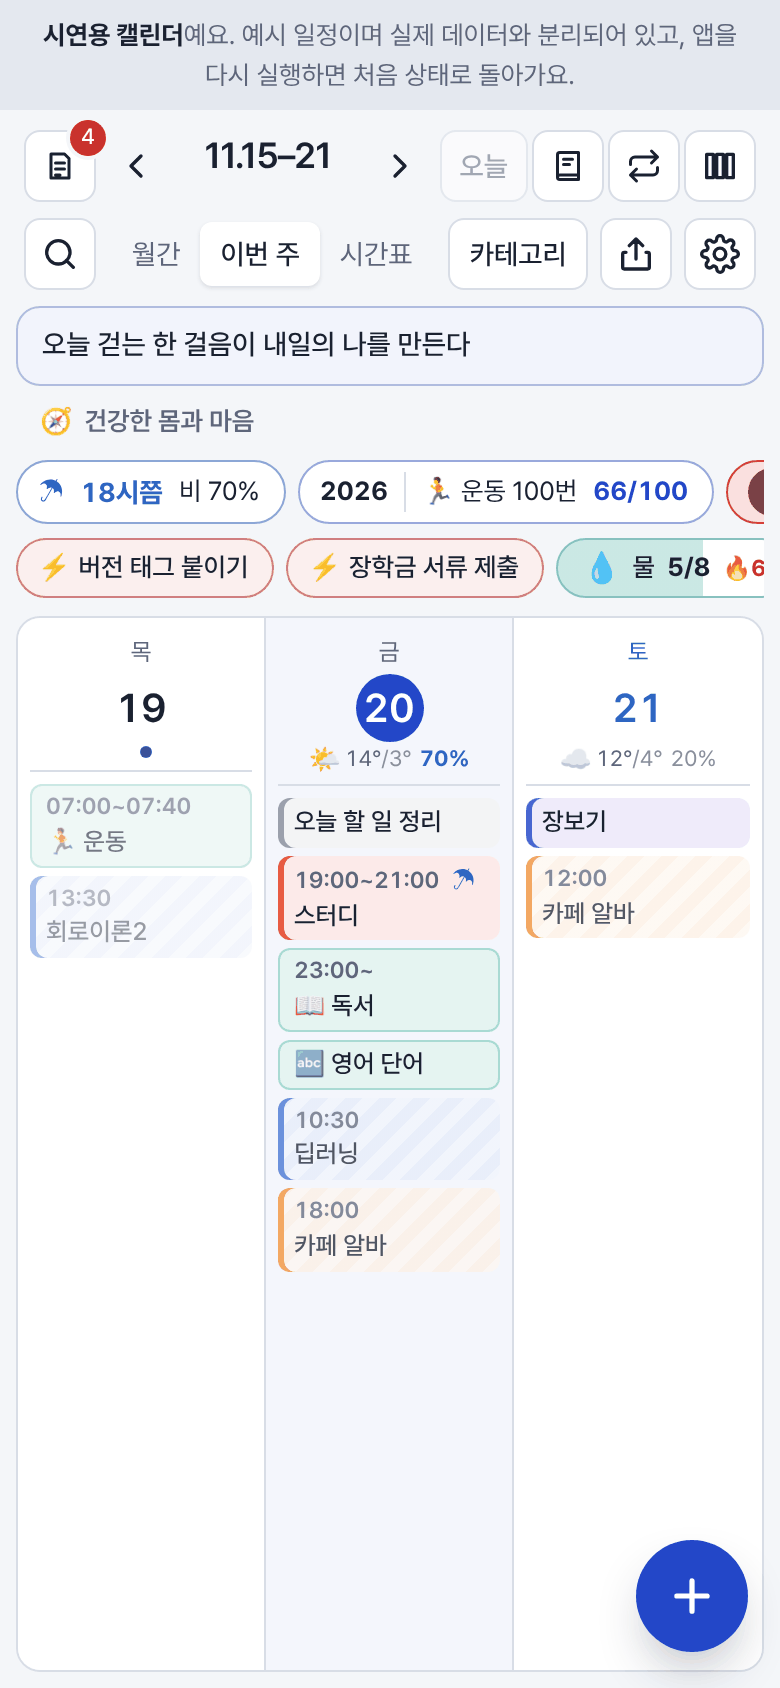 시연용 캘린더예요. 예시 일정이며 실제 데이터와 분리되어 있고, 앱을
다시 실행하면 처음 상태로 돌아가요.
4
11.15–21
오늘
월간
이번 주
시간표
카테고리
오늘 걷는 한 걸음이 내일의 나를 만든다
🧭 건강한 몸과 마음
☂ 18시쯤 비 70%
2026 🏃 운동 100번 66/100
⚡ 버전 태그 붙이기
⚡ 장학금 서류 제출
💧 물 5/8 🔥6
목
19
07:00~07:40
🏃 운동
13:30
회로이론2
금
20
🌤️ 14°/3° 70%
오늘 할 일 정리
19:00~21:00 ☂
스터디
23:00~
📖 독서
🔤 영어 단어
10:30
딥러닝
18:00
카페 알바
토
21
☁️ 12°/4° 20%
장보기
12:00
카페 알바